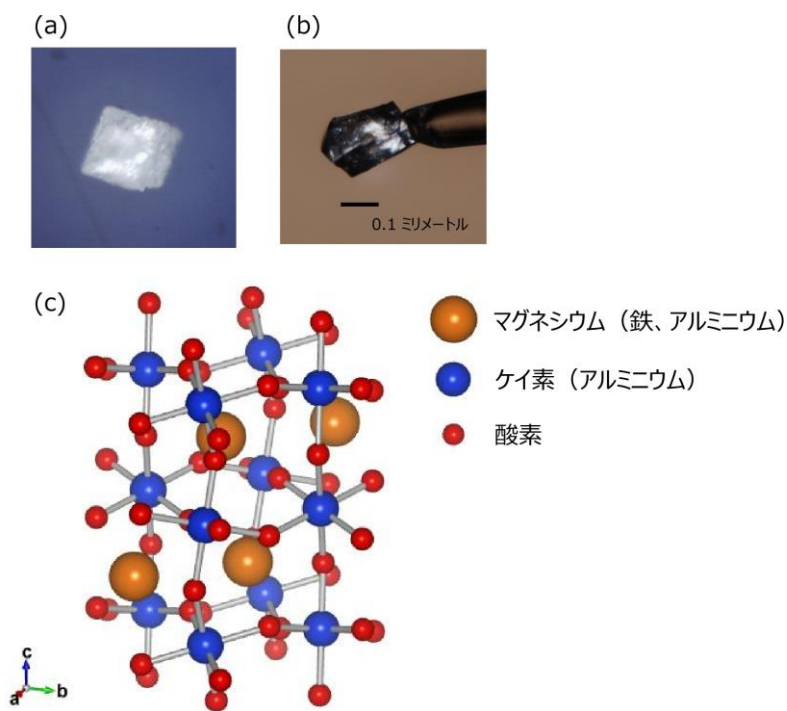 (a)
(b)
0.1 ミリメートル
(c)
マグネシウム（鉄、アルミニウム）
ケイ素（アルミニウム）
酸素
c
a
b